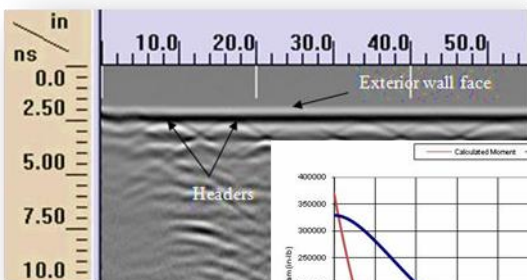 in
ns
10.0 20.0 30.0 40.0 50.0
0.0
Exterior wall face
2.50
5.00
Calculated Moment
Headers
400000
350000
7.50
300000
250000
10.0